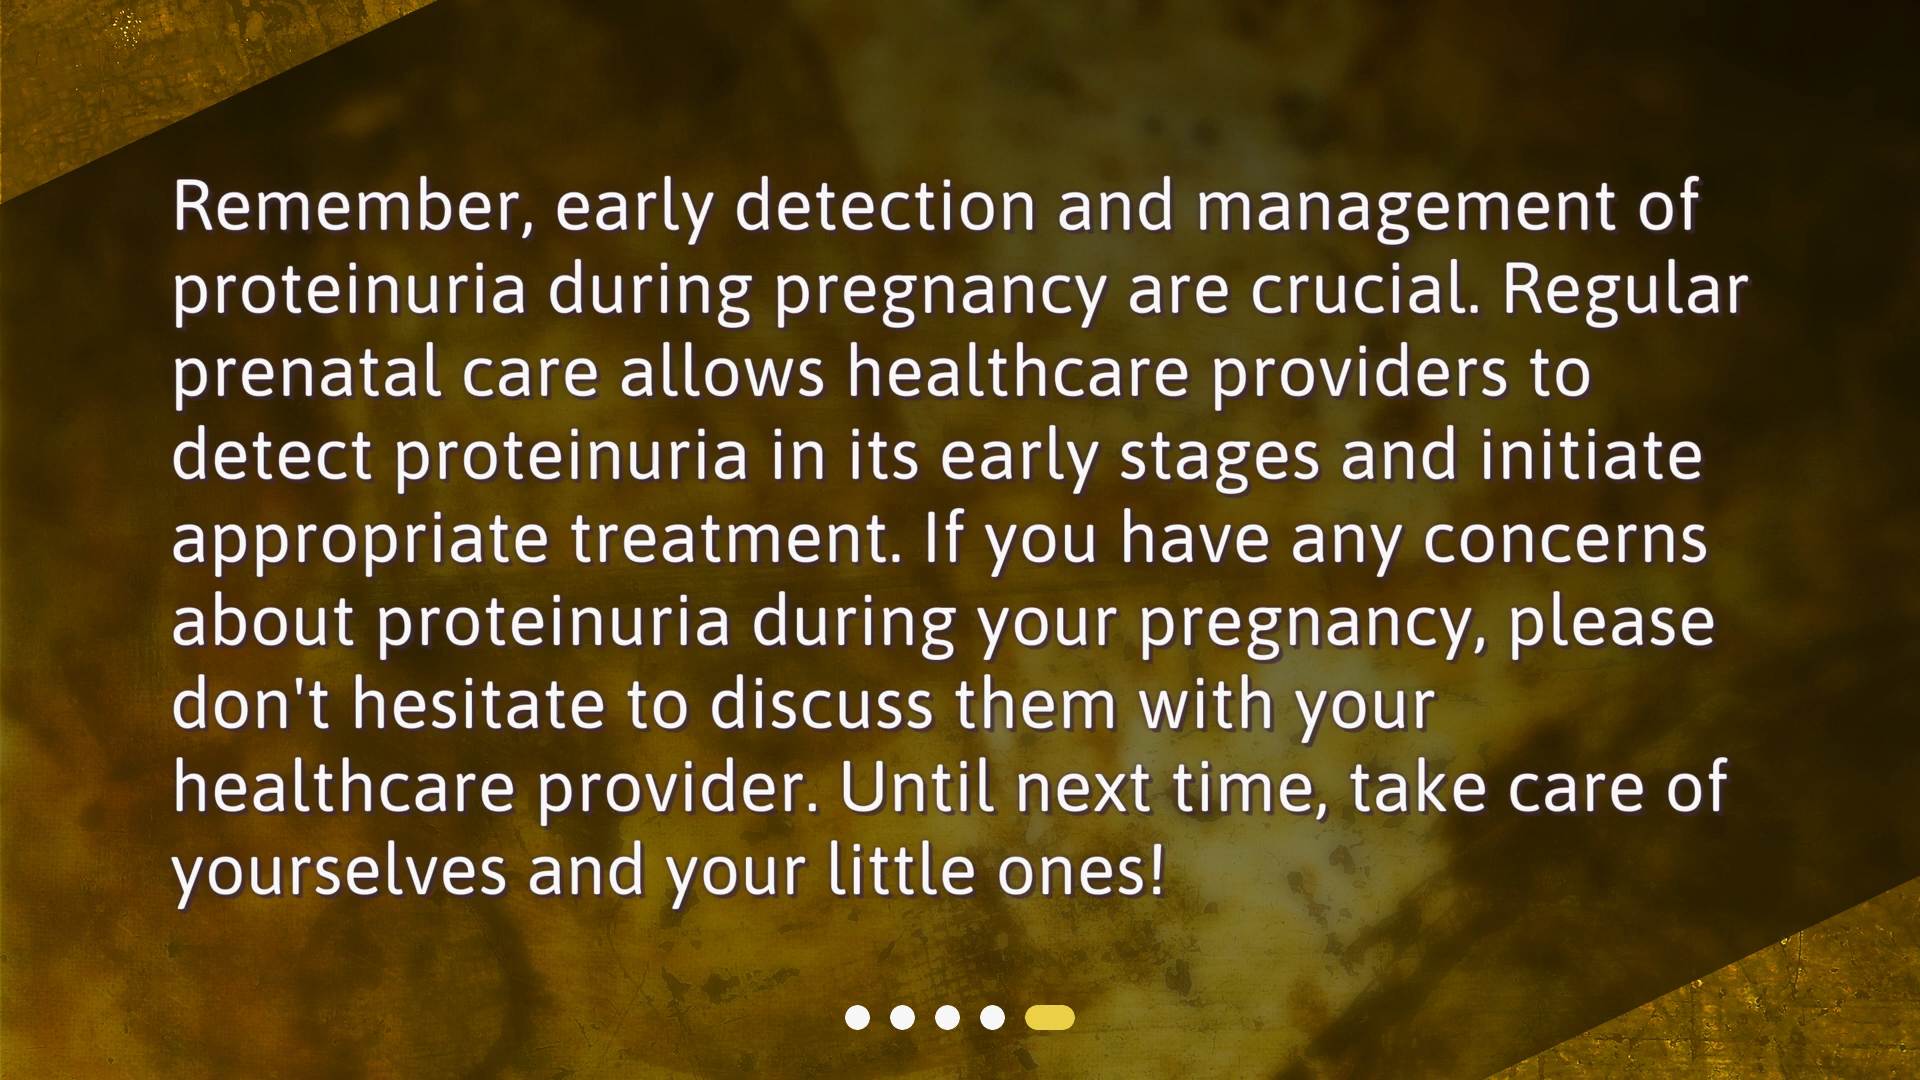 Remember, early detection and management of
proteinuria during pregnancy are crucial. Regular
prenatal care allows healthcare providers to
detect proteinuria in its early stages and initiate
appropriate treatment. If you have any concerns
about proteinuria during your pregnancy, please
don't hesitate to discuss them with your
healthcare provider. Until next time, take care of
yourselves and your little ones!